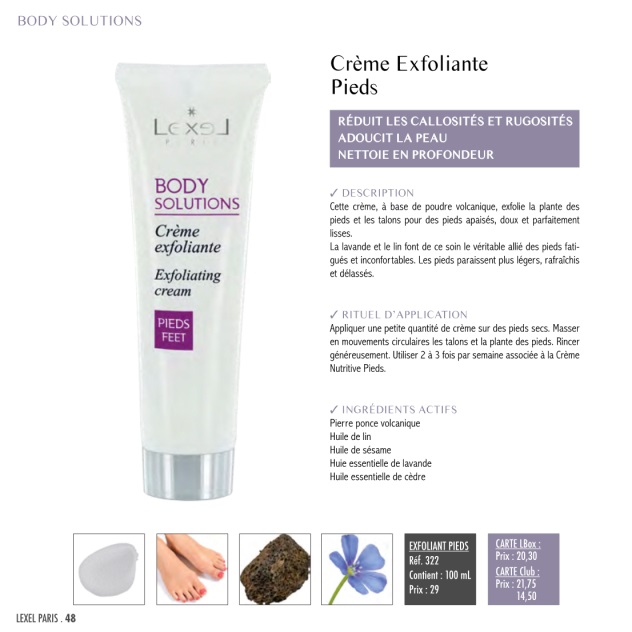 BODY SOLUTIONS
LexeL
PARIS
BODY
SOLUTIONS
Crème
exfoliante
Exfoliating
cream
PIEDS
FEET
Crème Exfoliante
Pieds
RÉDUIT LES CALLOSITÉS ET RUGOSITÉS
ADOUCIT LA PEAU
NETTOIE EN PROFONDEUR
✓ DESCRIPTION
Cette crème, à base de poudre volcanique, exfolie la plante des
pieds et les talons pour des pieds apaisés, doux et parfaitement
lisses.
La lavande et le lin font de ce soin le véritable allié des pieds fati-
gués et inconfortables. Les pieds paraissent plus légers, rafraîchis
et délassés.
✓ RITUEL D'APPLICATION
Appliquer une petite quantité de crème sur des pieds secs. Masser
en mouvements circulaires les talons et la plante des pieds. Rincer
généreusement. Utiliser 2 à 3 fois par semaine associée à la Crème
Nutritive Pieds.
✓ INGRÉDIENTS ACTIFS
Pierre ponce volcanique
Huile de lin
Huile de sésame
Huie essentielle de lavande
Huile essentielle de cèdre
EXFOLIANT PIEDS
Réf. 322
Contient : 100 mL
Prix : 29
CARTE LBox :
Prix : 20,30
CARTE Club :
Prix : 21,75
14,50
LEXEL PARIS . 48